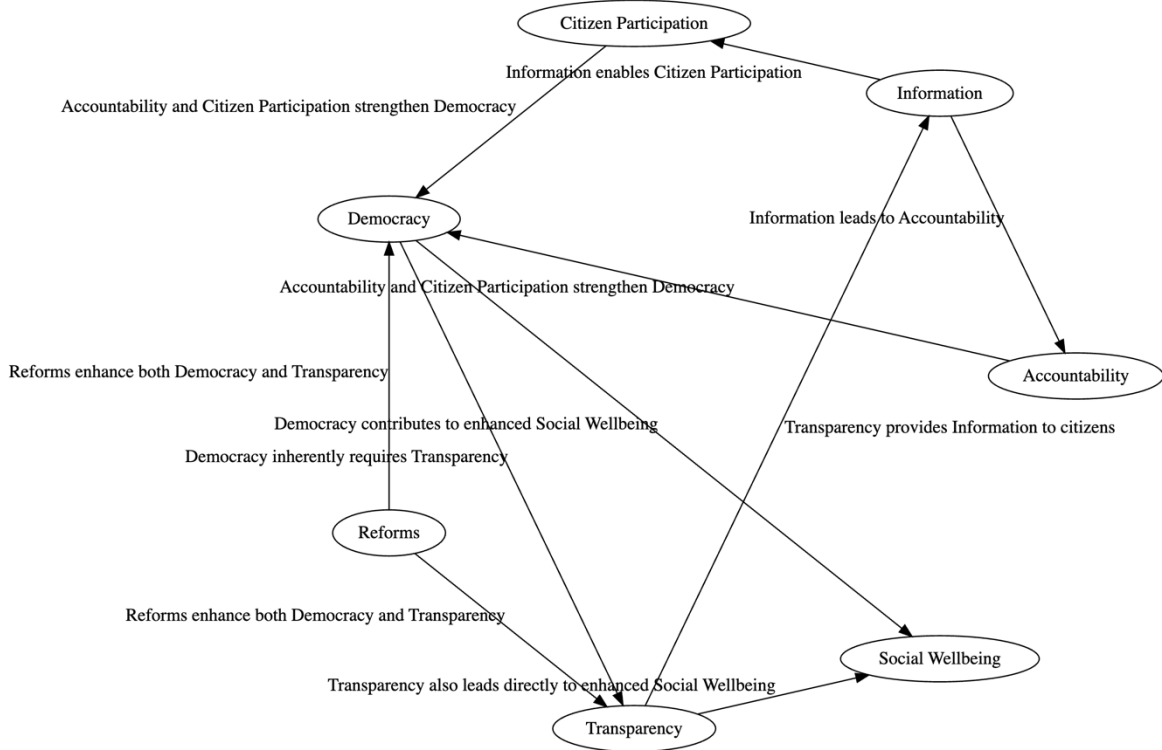 Citizen Participation
Information enables Citizen Participation
Information
Accountability and Citizen Participation strengthen Democracy
Democracy
Information leads to Accountability
Accountability and Citizen Participation strengthen Democracy
Reforms enhance both Democracy and Transparency
Accountability
Democracy contributes to enhanced Social Wellbeing
Transparency provides Information to citizens
Democracy inherently requires Transparency
Reforms
Reforms enhance both Democracy and Transparency
Social Wellbeing
Transparency also leads directly to enhanced Social Wellbeing
Transparency